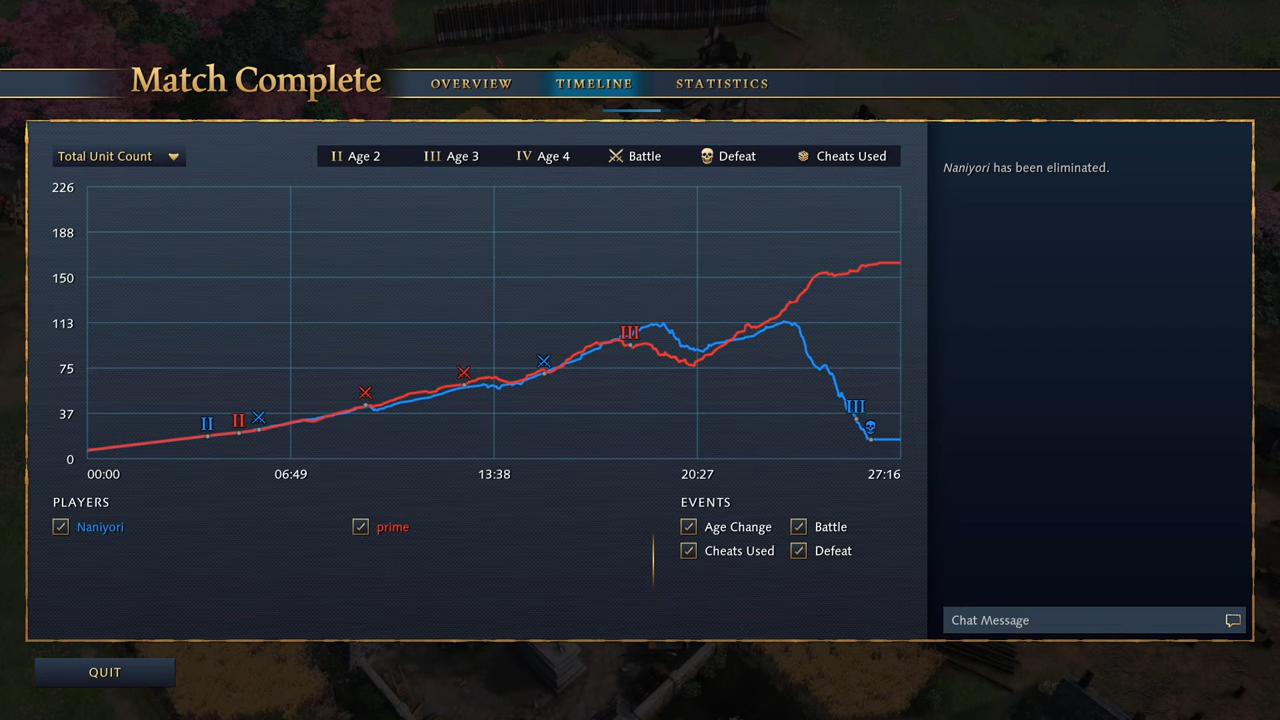 Match Complete OVERVIEW TIMELINE STATISTICS
Total Unit Count II Age 2 III Age 3 IV Age 4 Battle Defeat Cheats Used
Naniyori has been eliminated.
226
188
150
113
75
37
0
III
II II
III
00:00 06:49 13:38 20:27 27:16
PLAYERS EVENTS
Naniyori prime Age Change Battle
Cheats Used Defeat
Chat Message
QUIT